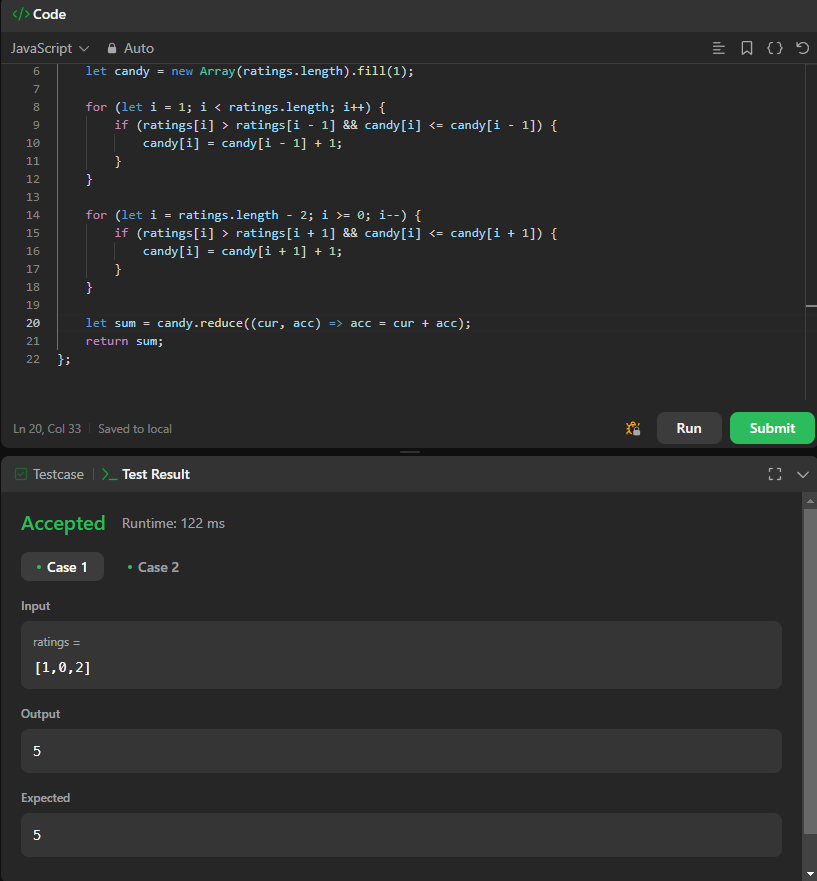 </> Code
JavaScript Auto
6 let candy = new Array(ratings.length).fill(1);
7
8 for (let i = 1; i < ratings.length; i++) {
9 if (ratings[i] > ratings[i - 1] && candy[i] <= candy[i - 1]) {
10 candy[i] = candy[i - 1] + 1;
11 }
12 }
13
14 for (let i = ratings.length - 2; i >= 0; i--) {
15 if (ratings[i] > ratings[i + 1] && candy[i] <= candy[i + 1]) {
16 candy[i] = candy[i + 1] + 1;
17 }
18 }
19
20 let sum = candy.reduce((cur, acc) => acc = cur + acc);
21 return sum;
22 };
Ln 20, Col 33 Saved to local Run Submit
Testcase >_ Test Result
Accepted Runtime: 122 ms
• Case 1 • Case 2
Input
ratings =
[1,0,2]
Output
5
Expected
5